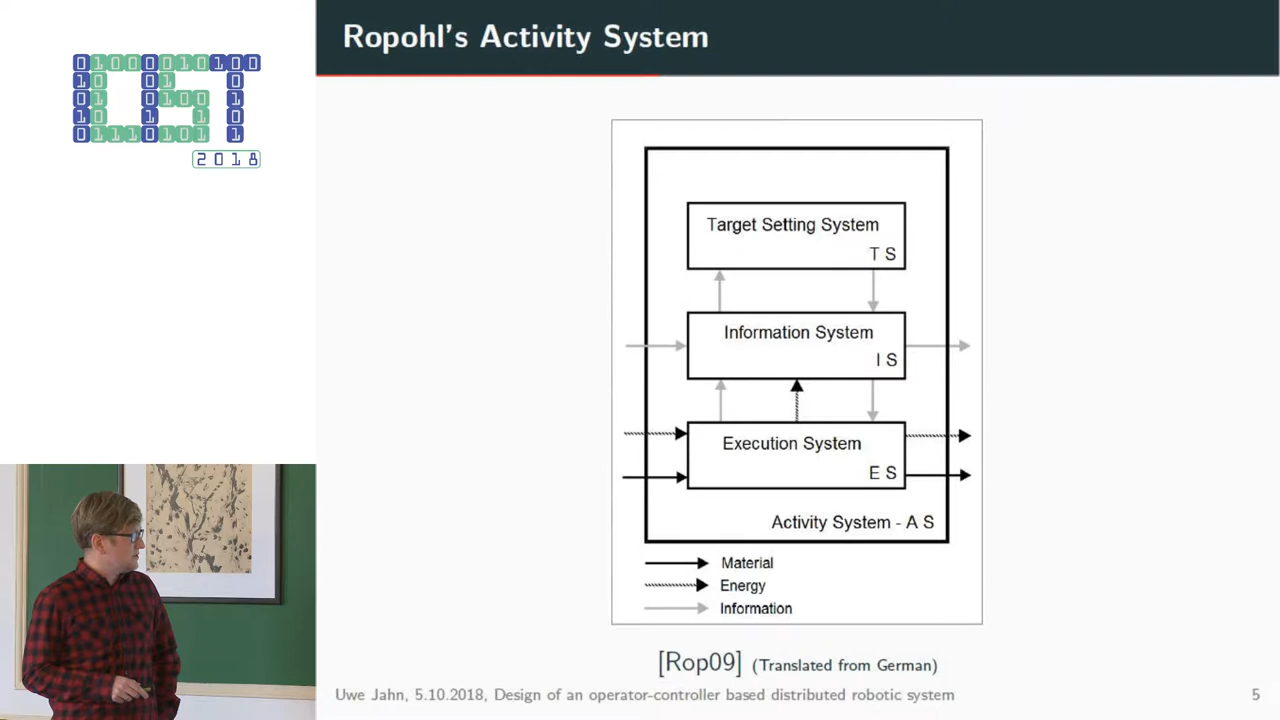 Ropohl's Activity System
0100001010100
2018
Target Setting System
T S
Information System
I S
Execution System
E S
Activity System - A S
Material
Energy
Information
[Rop09] (Translated from German)
Uwe Jahn, 5.10.2018, Design of an operator-controller based distributed robotic system
5